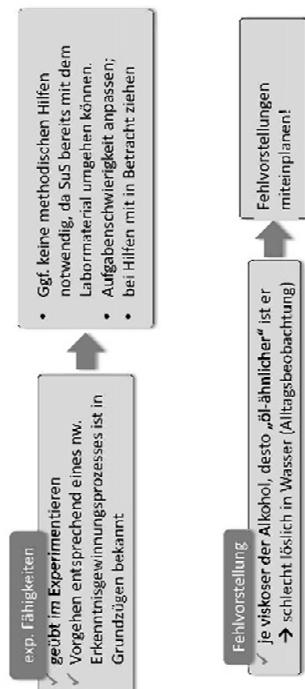 exp. Fähigkeiten
✓ geübt im Experimentieren
✓ Vorgehen entsprechend eines nw.
Erkenntnisgewinnungsprozesses ist in
Grundzügen bekannt
• Ggf. keine methodischen Hilfen
notwendig, da SuS bereits mit dem
Labormaterial umgehen können.
• Aufgabenschwierigkeit anpassen;
• bei Hilfen mit in Betracht ziehen
Fehlvorstellung
✓ je viskoser der Alkohol, desto „öl-ähnlicher“ ist er
→ schlecht löslich in Wasser (Alltagsbeobachtung)
Fehlvorstellungen
miteinplanen!